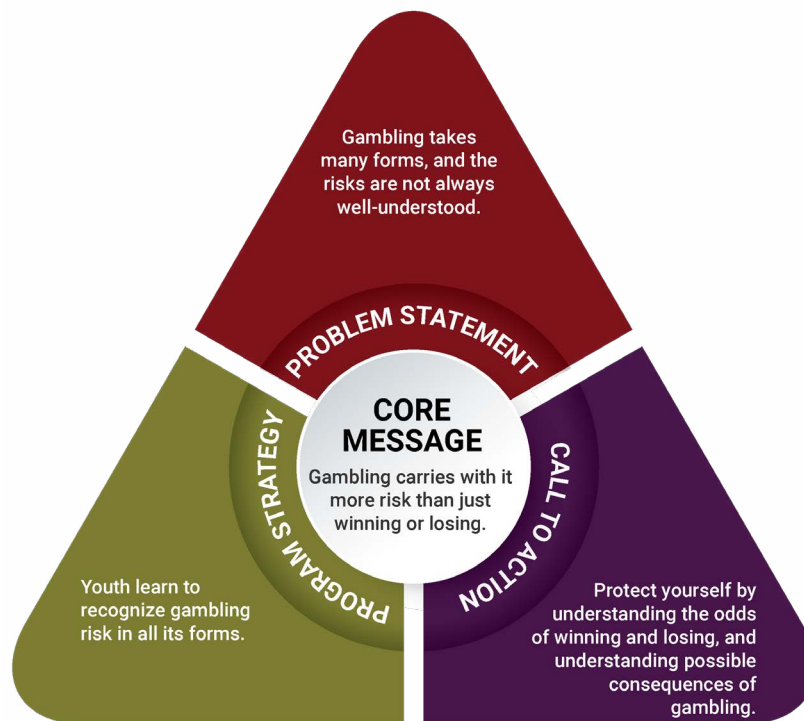 Gambling takes
many forms, and the
risks are not always
well-understood.
PROBLEM STATEMENT
CORE
MESSAGE
Gambling carries with it
more risk than just
winning or losing.
PROGRAM STRATEGY
CALL TO ACTION
Youth learn to
recognize gambling
risk in all its forms.
Protect yourself by
understanding the odds
of winning and losing, and
understanding possible
consequences of
gambling.